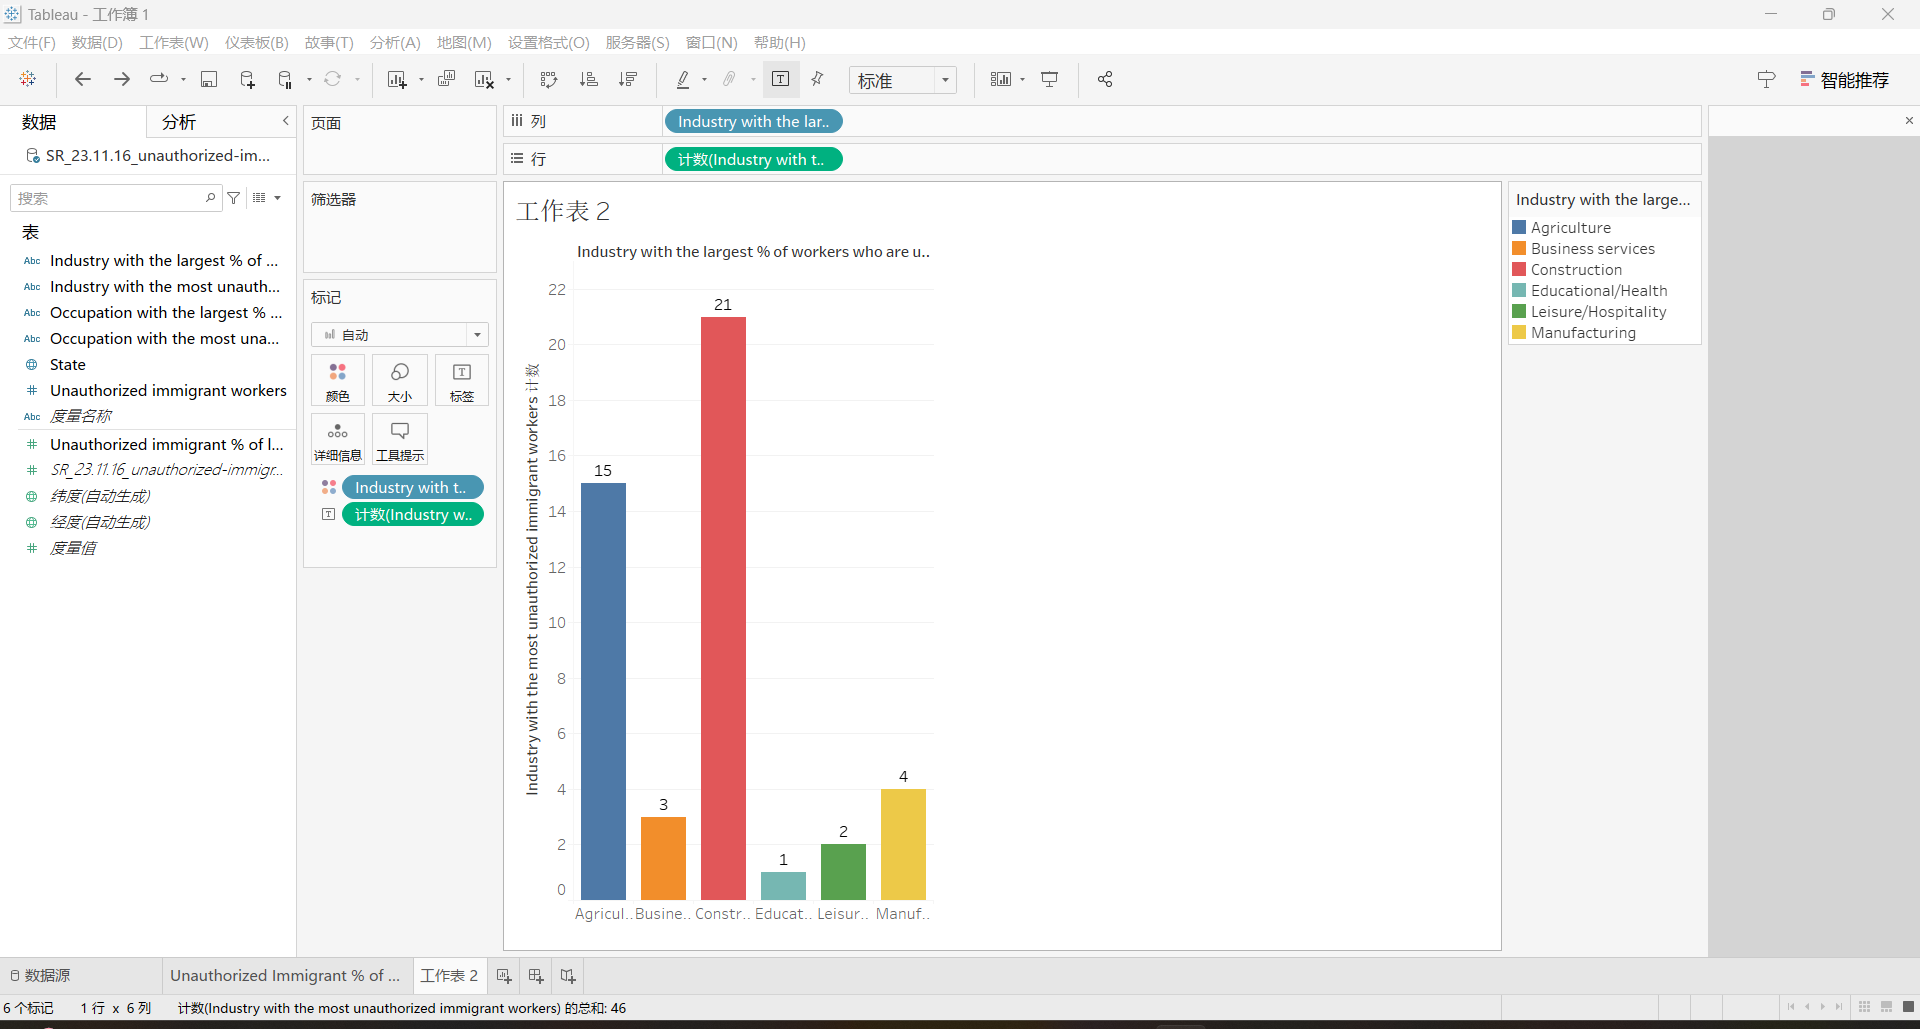 Tableau - 工作簿 1
文件(F) 数据(D) 工作表(W) 仪表板(B) 故事(T) 分析(A) 地图(M) 设置格式(O) 服务器(S) 窗口(N) 帮助(H)
标准
智能推荐
数据 分析
SR_23.11.16_unauthorized-im...
搜索
表
Abc Industry with the largest % of ...
Abc Industry with the most unauth...
Abc Occupation with the largest % ...
Abc Occupation with the most una...
State
Unauthorized immigrant workers
Abc 度量名称
Unauthorized immigrant % of l...
SR_23.11.16_unauthorized-immigr...
纬度(自动生成)
经度(自动生成)
度量值
页面
筛选器
标记
自动
颜色 大小 标签
详细信息 工具提示
Industry with t..
计数(Industry w..
列 Industry with the lar..
行 计数(Industry with t..
工作表 2
Industry with the largest % of workers who are u..
Industry with the most unauthorized immigrant workers 计数
22
20
18
16
14
12
10
8
6
4
2
0
15
3
21
1
2
4
Agricul.. Busine.. Constr.. Educat.. Leisur.. Manuf..
Industry with the large...
Agriculture
Business services
Construction
Educational/Health
Leisure/Hospitality
Manufacturing
数据源 Unauthorized Immigrant % of ... 工作表 2
6 个标记 1 行 x 6 列 计数(Industry with the most unauthorized immigrant workers) 的总和: 46